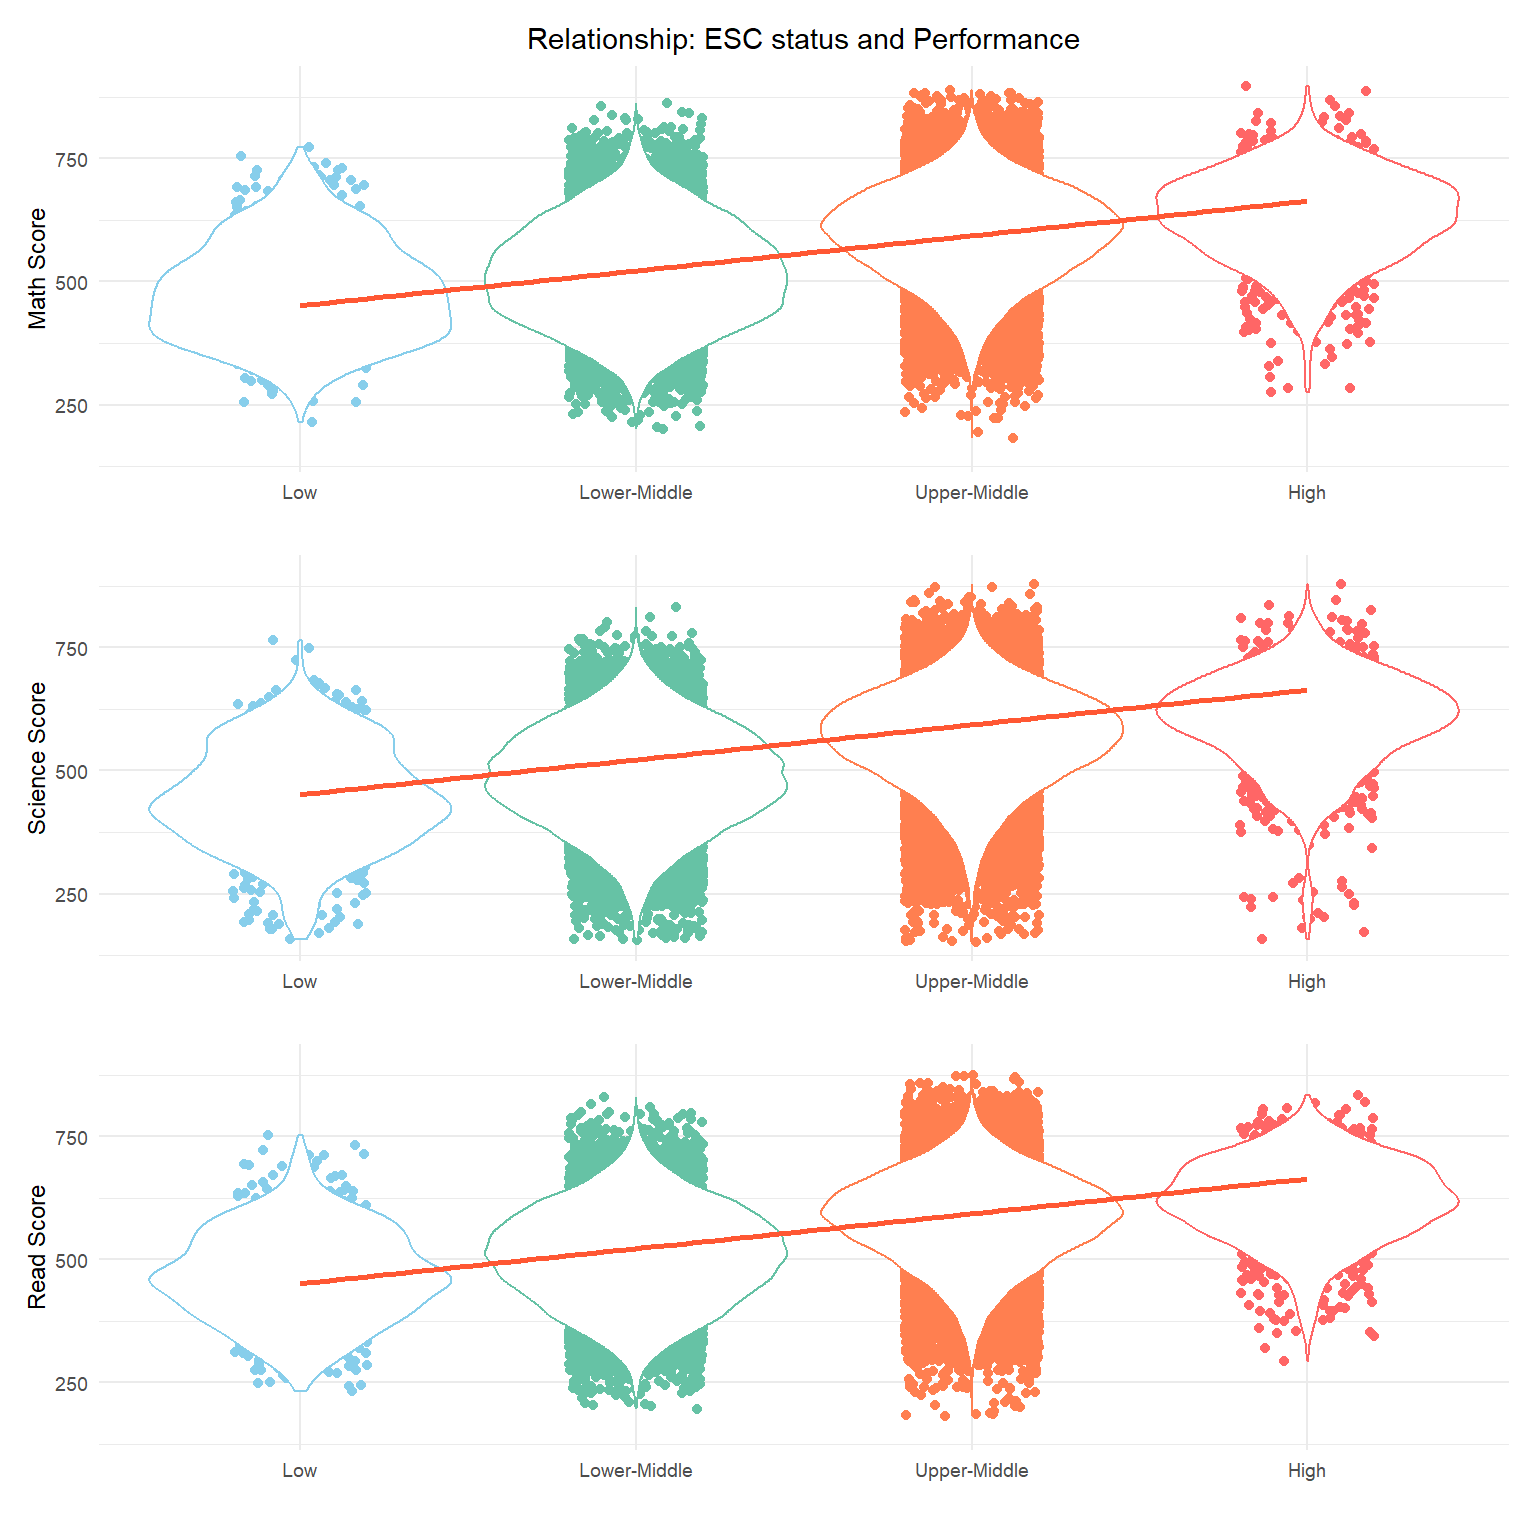 Relationship: ESC status and Performance
Math Score
750
500
250
Low Lower-Middle Upper-Middle High
Science Score
750
500
250
Low Lower-Middle Upper-Middle High
Read Score
750
500
250
Low Lower-Middle Upper-Middle High